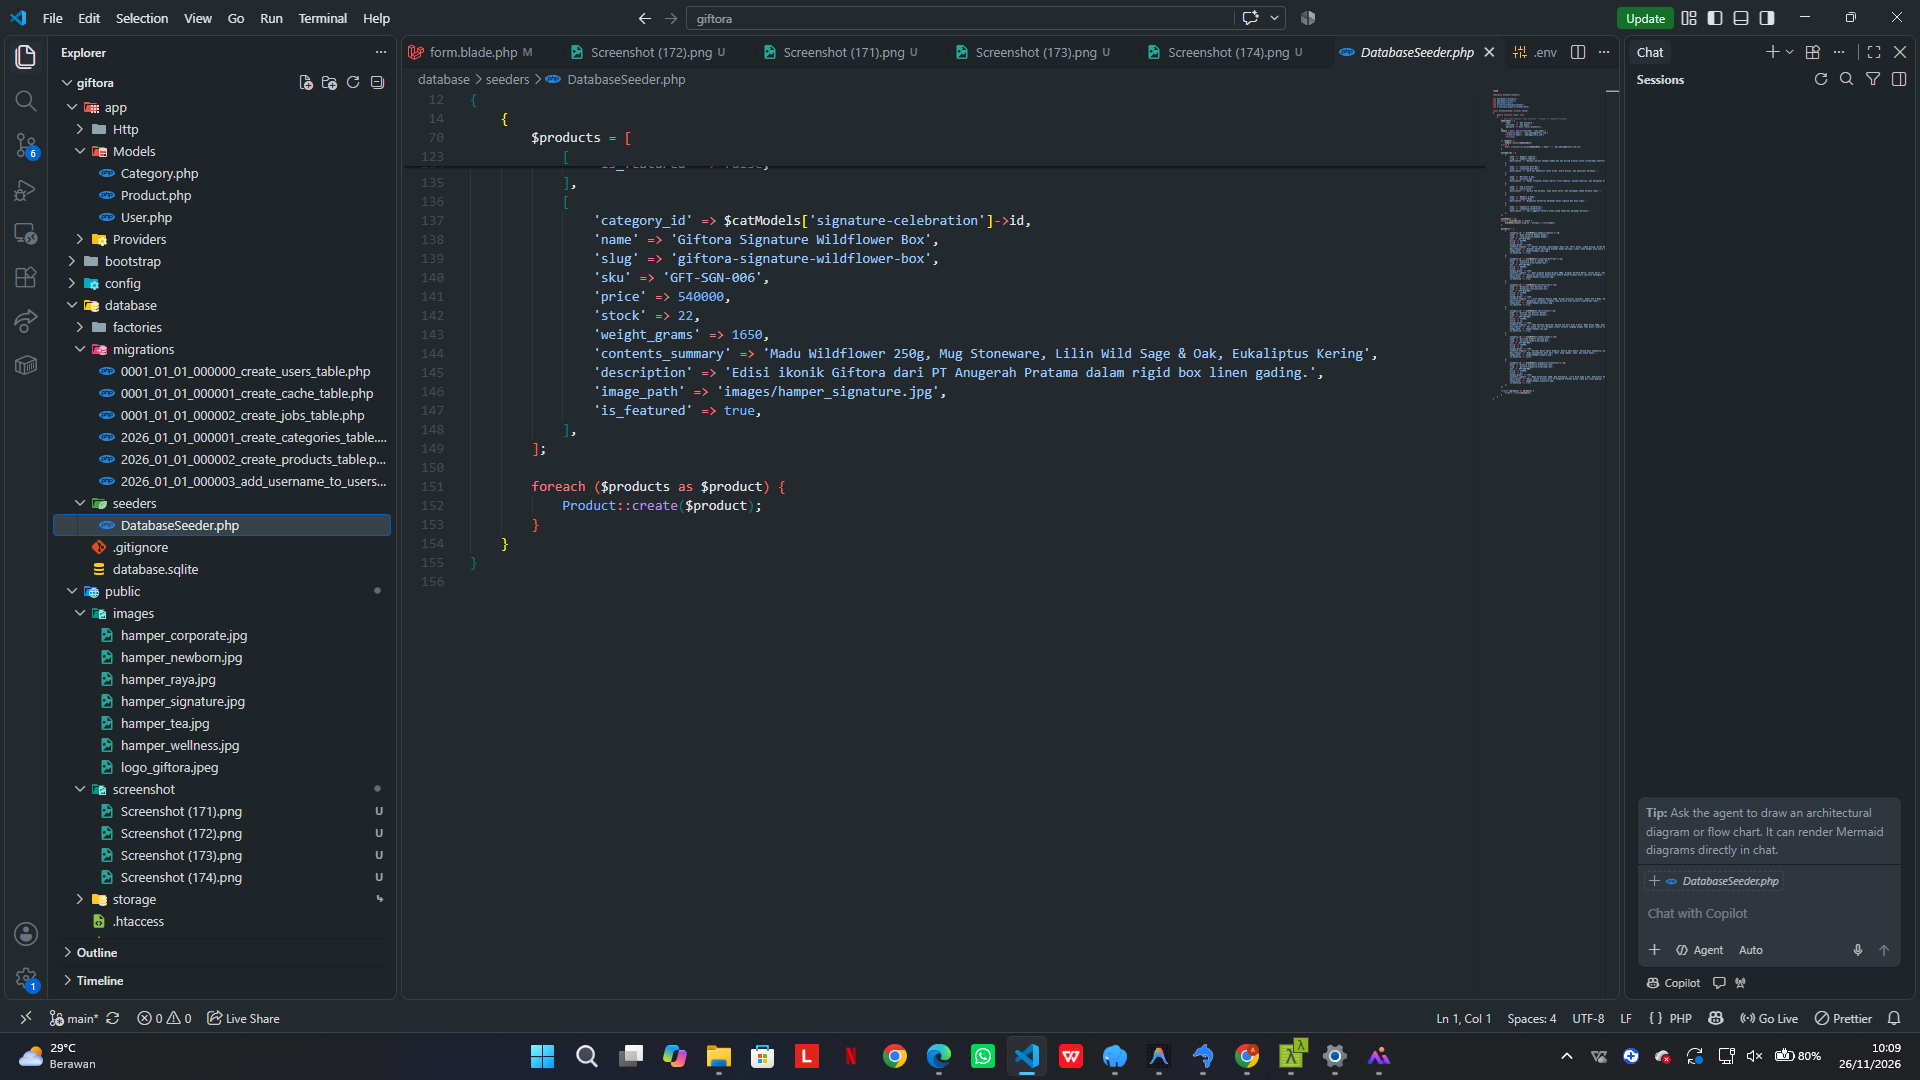 File Edit Selection View Go Run Terminal Help
giftora
Update
Explorer
giftora
app
Http
Models
Category.php
Product.php
User.php
Providers
bootstrap
config
database
factories
migrations
0001_01_01_000000_create_users_table.php
0001_01_01_000001_create_cache_table.php
0001_01_01_000002_create_jobs_table.php
2026_01_01_000001_create_categories_table....
2026_01_01_000002_create_products_table.p...
2026_01_01_000003_add_username_to_users...
seeders
DatabaseSeeder.php
.gitignore
database.sqlite
public
images
hamper_corporate.jpg
hamper_newborn.jpg
hamper_raya.jpg
hamper_signature.jpg
hamper_tea.jpg
hamper_wellness.jpg
logo_giftora.jpeg
screenshot
Screenshot (171).png U
Screenshot (172).png U
Screenshot (173).png U
Screenshot (174).png U
storage
.htaccess
Outline
Timeline
6
1
form.blade.php M
Screenshot (172).png U
Screenshot (171).png U
Screenshot (173).png U
Screenshot (174).png U
DatabaseSeeder.php
.env
database > seeders > DatabaseSeeder.php
12 {
14 {
70 $products = [
123 [
135 ],
136 [
137 'category_id' => $catModels['signature-celebration']->id,
138 'name' => 'Giftora Signature Wildflower Box',
139 'slug' => 'giftora-signature-wildflower-box',
140 'sku' => 'GFT-SGN-006',
141 'price' => 540000,
142 'stock' => 22,
143 'weight_grams' => 1650,
144 'contents_summary' => 'Madu Wildflower 250g, Mug Stoneware, Lilin Wild Sage & Oak, Eukaliptus Kering',
145 'description' => 'Edisi ikonik Giftora dari PT Anugerah Pratama dalam rigid box linen gading.',
146 'image_path' => 'images/hamper_signature.jpg',
147 'is_featured' => true,
148 ],
149 ];
150
151 foreach ($products as $product) {
152 Product::create($product);
153 }
154 }
155 }
156
Chat
Sessions
Tip: Ask the agent to draw an architectural
diagram or flow chart. It can render Mermaid
diagrams directly in chat.
DatabaseSeeder.php
Chat with Copilot
Agent Auto
Copilot
main* 0 0 Live Share
Ln 1, Col 1 Spaces: 4 UTF-8 LF { } PHP Go Live Prettier
29°C
Berawan
80%
10:09
26/11/2026